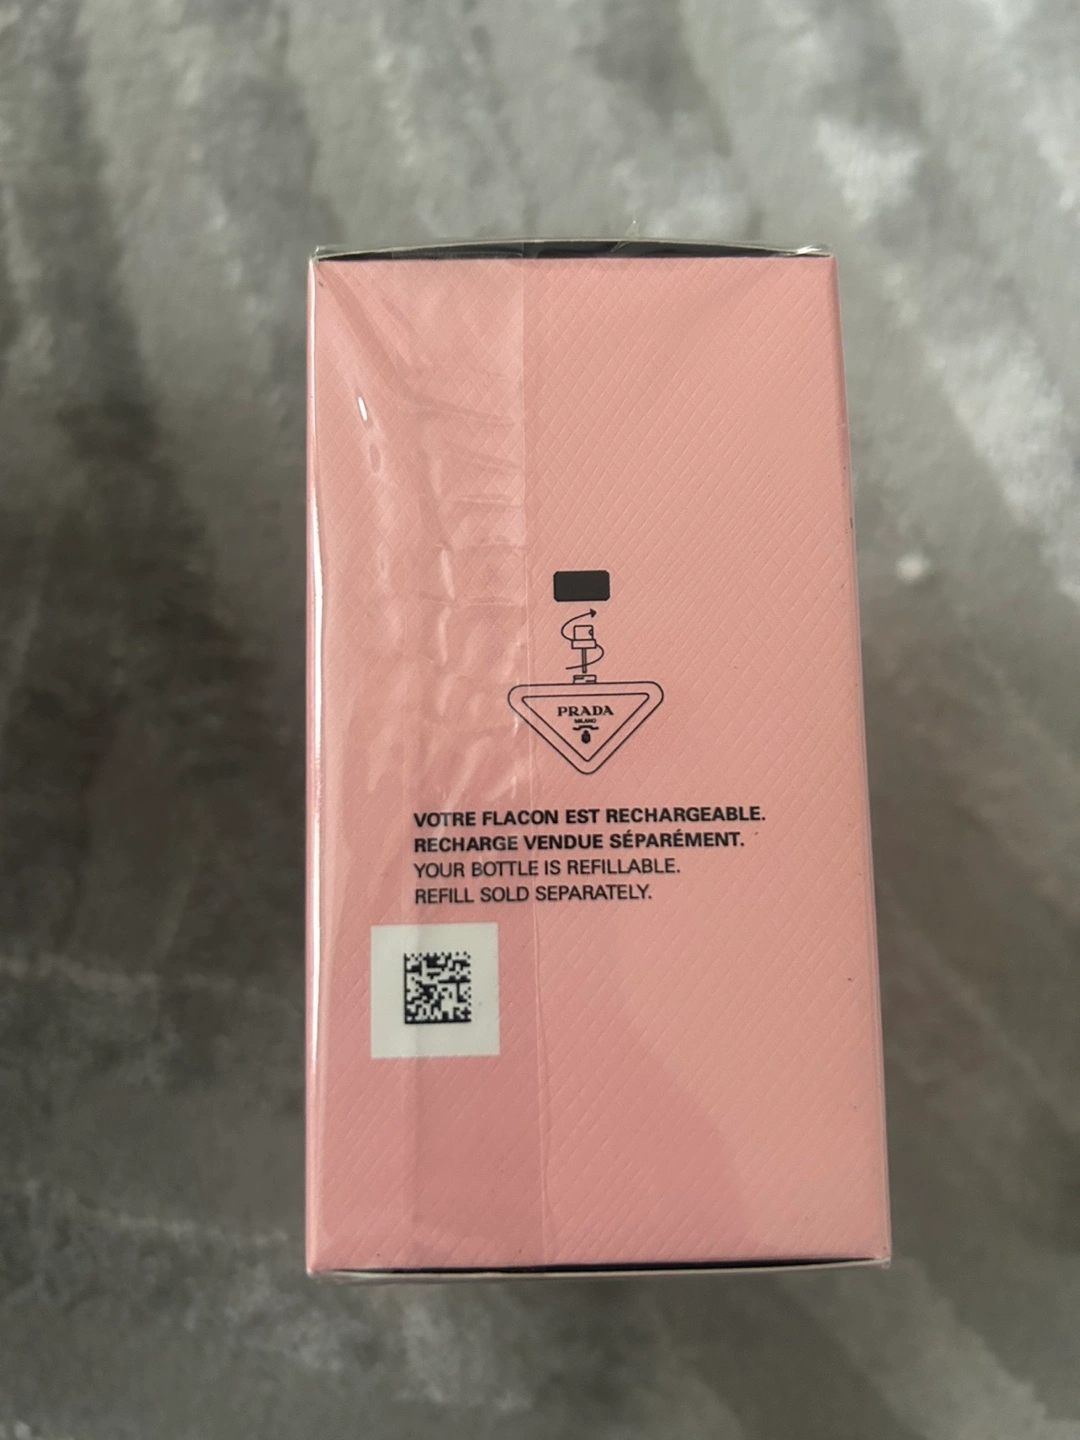 PRADA
MILANO
VOTRE FLACON EST RECHARGEABLE.
RECHARGE VENDUE SÉPARÉMENT.
YOUR BOTTLE IS REFILLABLE.
REFILL SOLD SEPARATELY.